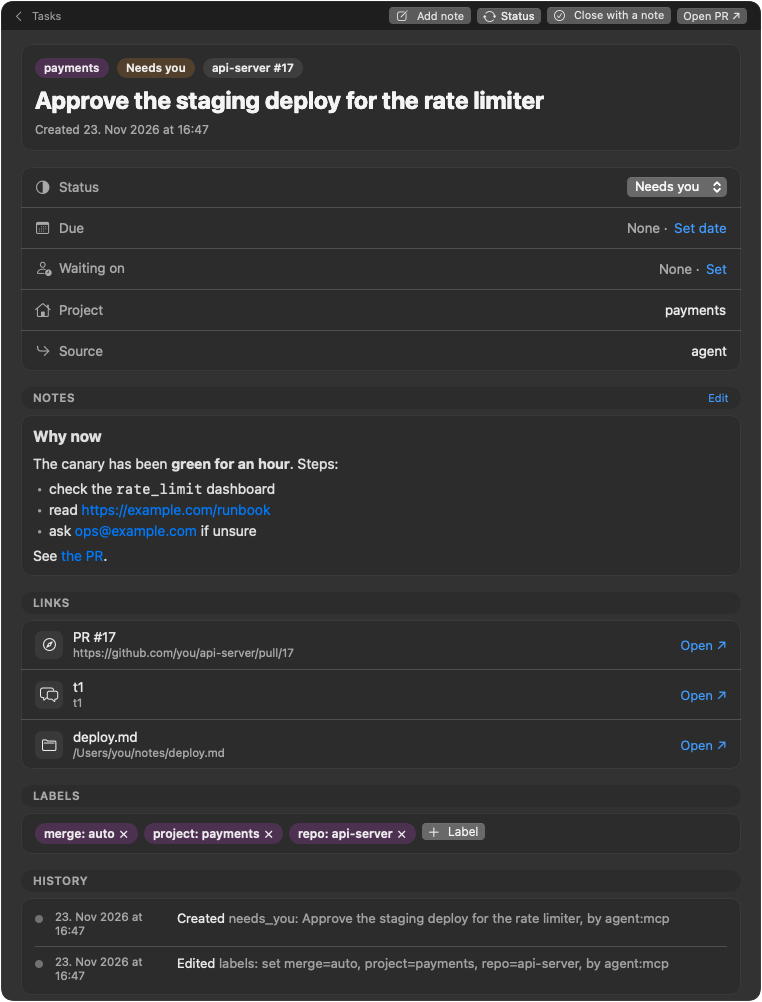 Tasks
Add note
Status
Close with a note
Open PR ↗
payments
Needs you
api-server #17
Approve the staging deploy for the rate limiter
Created 23. Nov 2026 at 16:47
Status
Needs you
Due
None · Set date
Waiting on
None · Set
Project
payments
Source
agent
NOTES
Edit
Why now
The canary has been green for an hour. Steps:
• check the rate_limit dashboard
• read https://example.com/runbook
• ask ops@example.com if unsure
See the PR.
LINKS
PR #17
https://github.com/you/api-server/pull/17
Open ↗
t1
t1
Open ↗
deploy.md
/Users/you/notes/deploy.md
Open ↗
LABELS
merge: auto ×
project: payments ×
repo: api-server ×
+ Label
HISTORY
23. Nov 2026 at
16:47
Created needs_you: Approve the staging deploy for the rate limiter, by agent:mcp
23. Nov 2026 at
16:47
Edited labels: set merge=auto, project=payments, repo=api-server, by agent:mcp